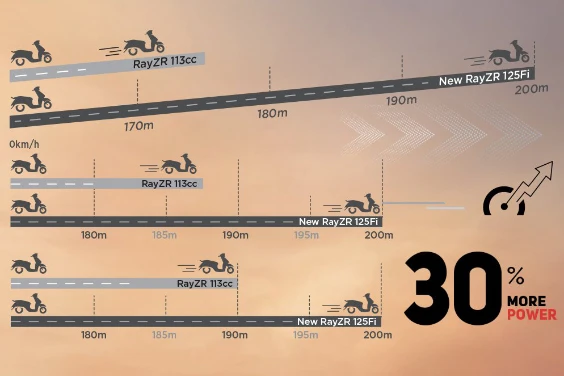 RayZR 113cc
New RayZR 125Fi
170m
180m
190m
200m
0km/h
RayZR 113cc
New RayZR 125Fi
180m
185m
190m
195m
200m
RayZR 113cc
New RayZR 125Fi
180m
185m
190m
195m
200m
30%
MORE
POWER